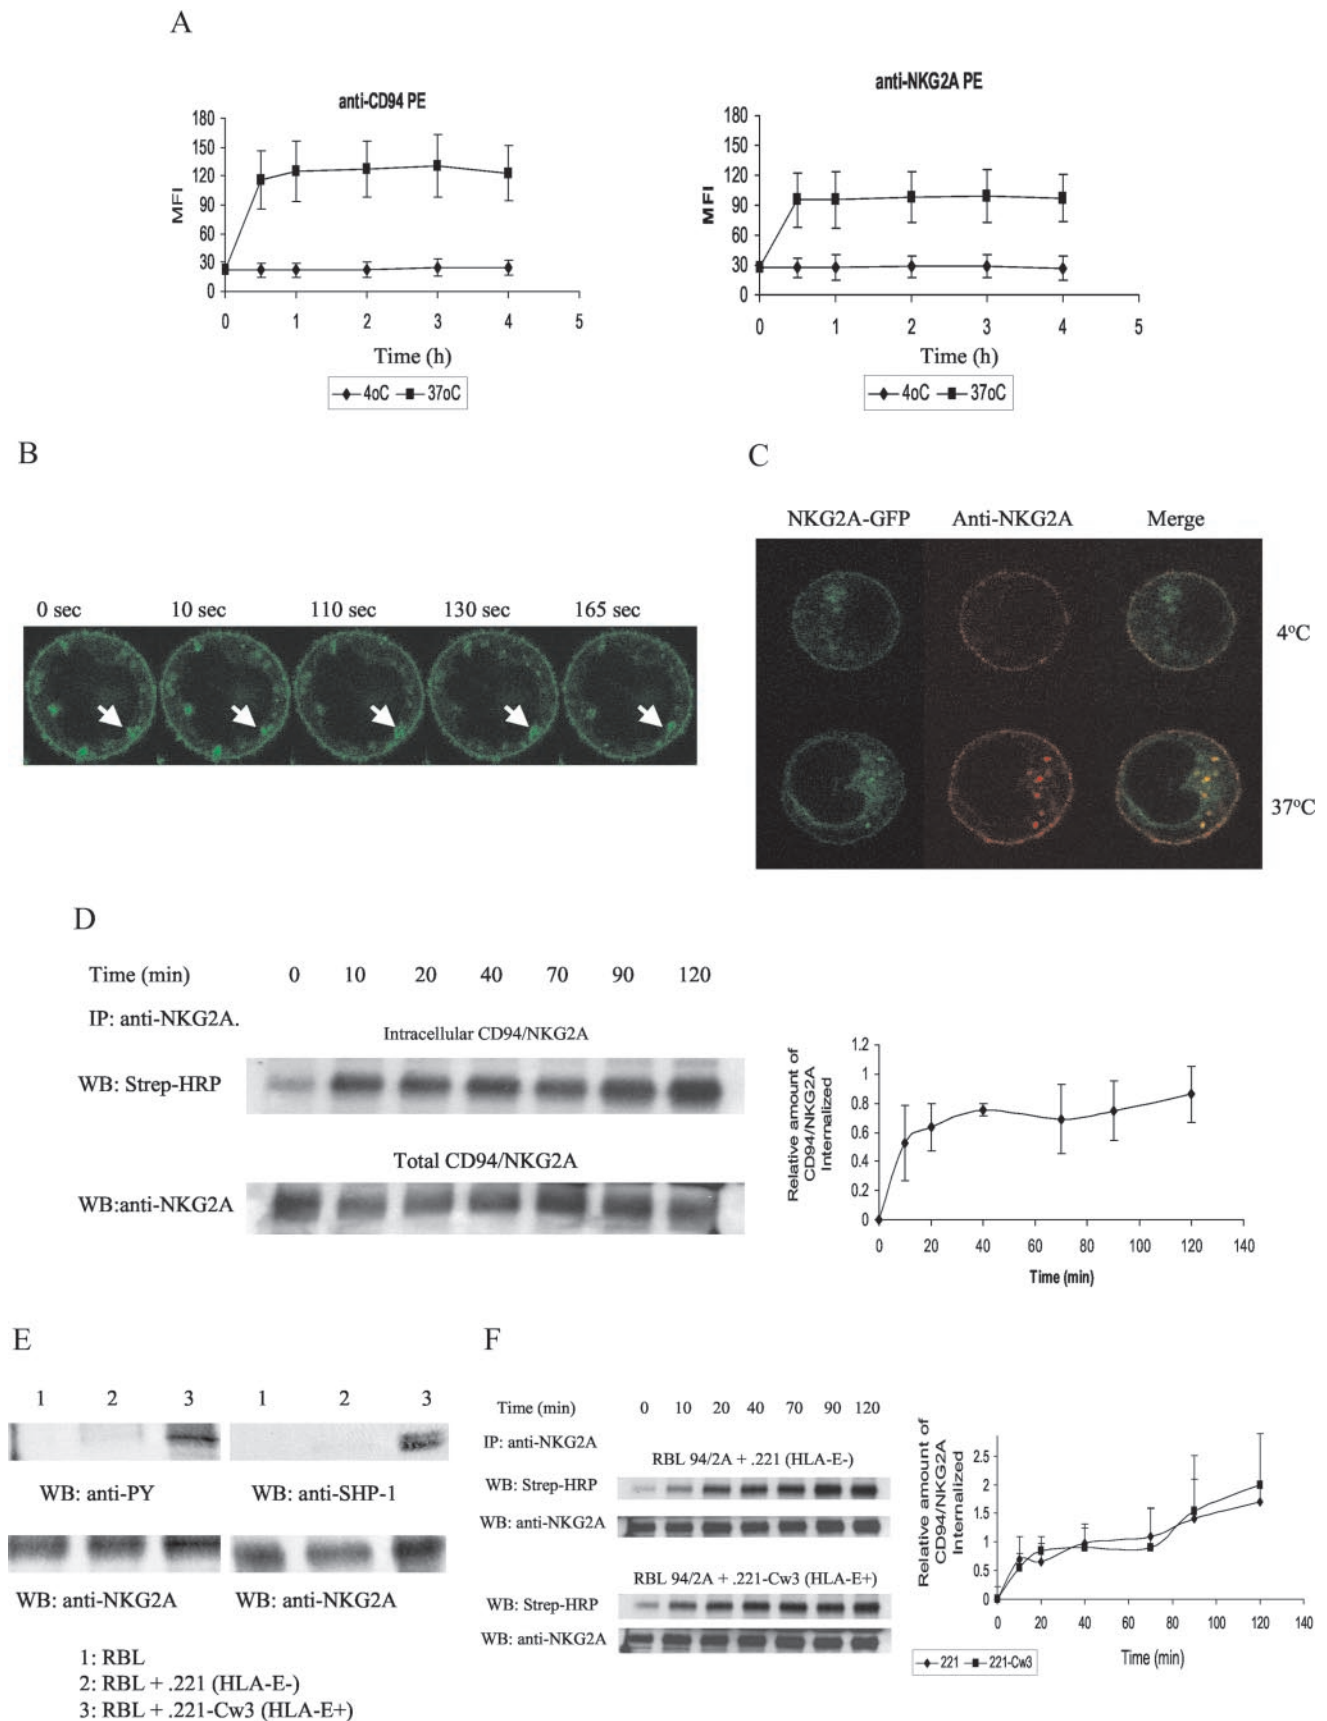 A
anti-CD94 PE
180
150
120
90
60
30
0
MFI
0 1 2 3 4 5
Time (h)
4oC 37oC
anti-NKG2A PE
180
150
120
90
60
30
0
MFI
0 1 2 3 4 5
Time (h)
4oC 37oC
B
0 sec 10 sec 110 sec 130 sec 165 sec
C
NKG2A-GFP Anti-NKG2A Merge
4°C
37°C
D
Time (min) 0 10 20 40 70 90 120
IP: anti-NKG2A.
Intracellular CD94/NKG2A
WB: Strep-HRP
Total CD94/NKG2A
WB:anti-NKG2A
Relative amount of
CD94/NKG2A
Internalized
1.2
1
0.8
0.6
0.4
0.2
0
0 20 40 60 80 100 120 140
Time (min)
E
1 2 3 1 2 3
WB: anti-PY WB: anti-SHP-1
WB: anti-NKG2A WB: anti-NKG2A
1: RBL
2: RBL + .221 (HLA-E-)
3: RBL + .221-Cw3 (HLA-E+)
F
Time (min) 0 10 20 40 70 90 120
IP: anti-NKG2A
RBL 94/2A + .221 (HLA-E-)
WB: Strep-HRP
WB: anti-NKG2A
RBL 94/2A + .221-Cw3 (HLA-E+)
WB: Strep-HRP
WB: anti-NKG2A
Relative amount of
CD94/NKG2A
Internalized
2.5
2
1.5
1
0.5
0
0 20 40 60 80 100 120 140
Time (min)
221 221-Cw3